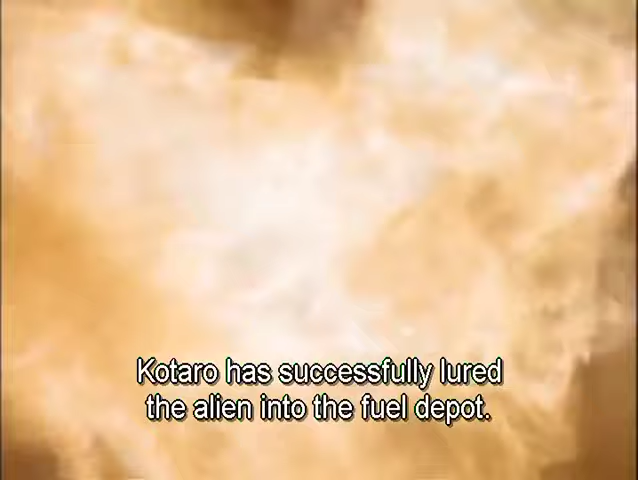 Kotaro has successfully lured
the alien into the fuel depot.